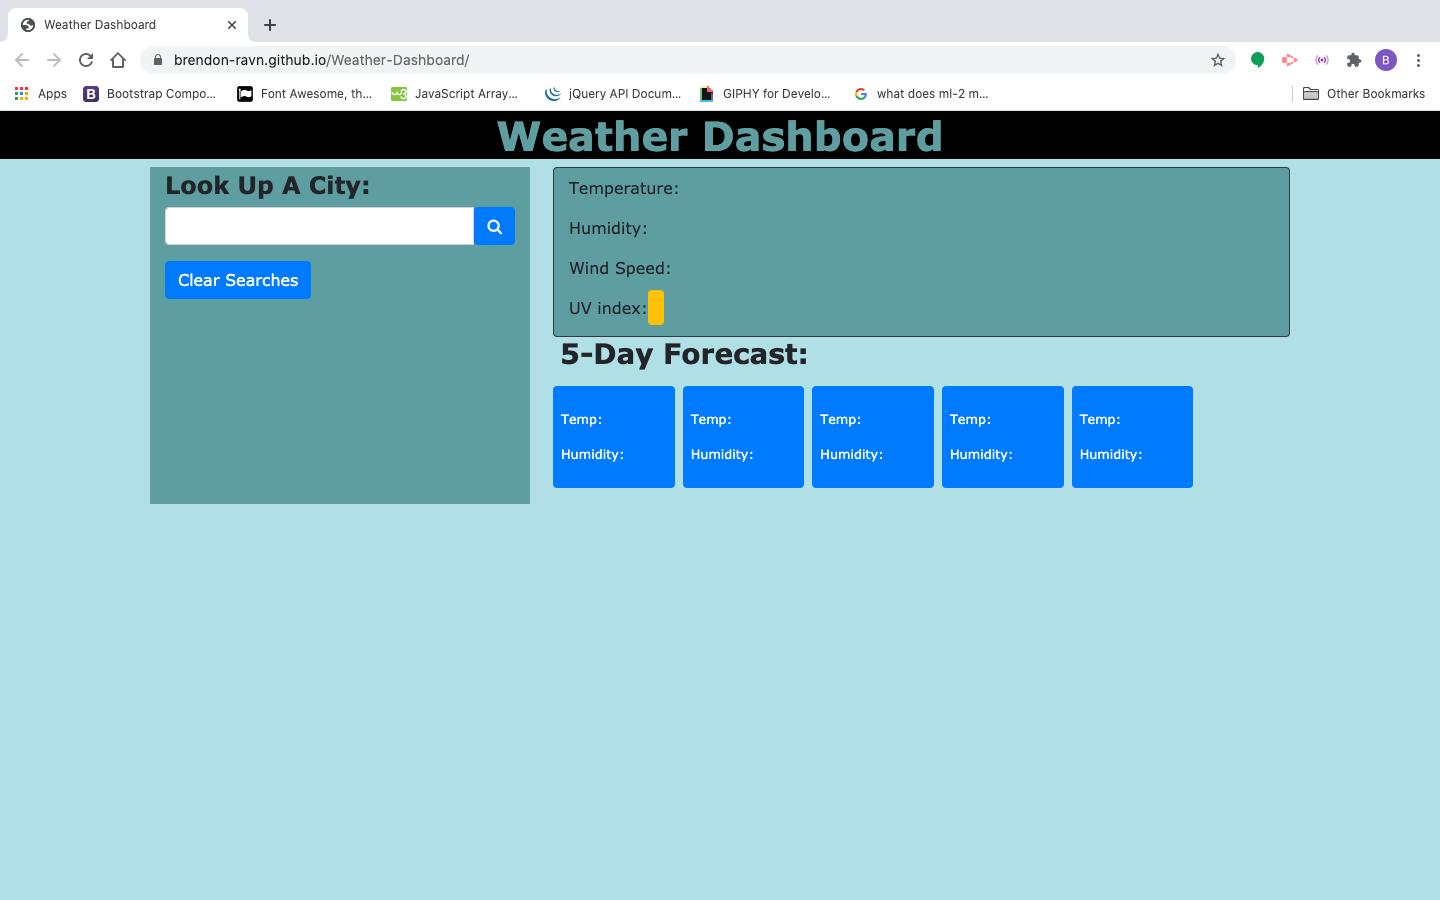 Weather Dashboard
brendon-ravn.github.io/Weather-Dashboard/
B
Apps
B
Bootstrap Compo...
Font Awesome, th...
JavaScript Array...
jQuery API Docum...
GIPHY for Develo...
what does ml-2 m...
Other Bookmarks
Weather Dashboard
Look Up A City:
Clear Searches
Temperature:
Humidity:
Wind Speed:
UV index:
5-Day Forecast:
Temp:
Humidity:
Temp:
Humidity:
Temp:
Humidity:
Temp:
Humidity:
Temp:
Humidity: